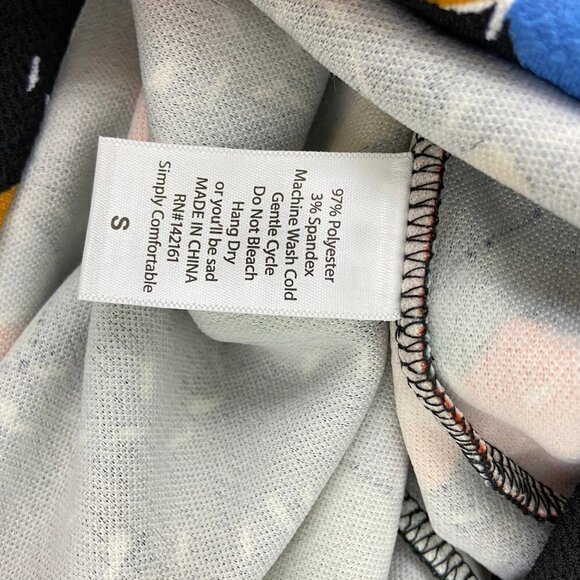 97% Polyester
3% Spandex
Machine Wash Cold
Gentle Cycle
Do Not Bleach
Hang Dry
or you'll be sad
MADE IN CHINA
RN#142161
Simply Comfortable
S